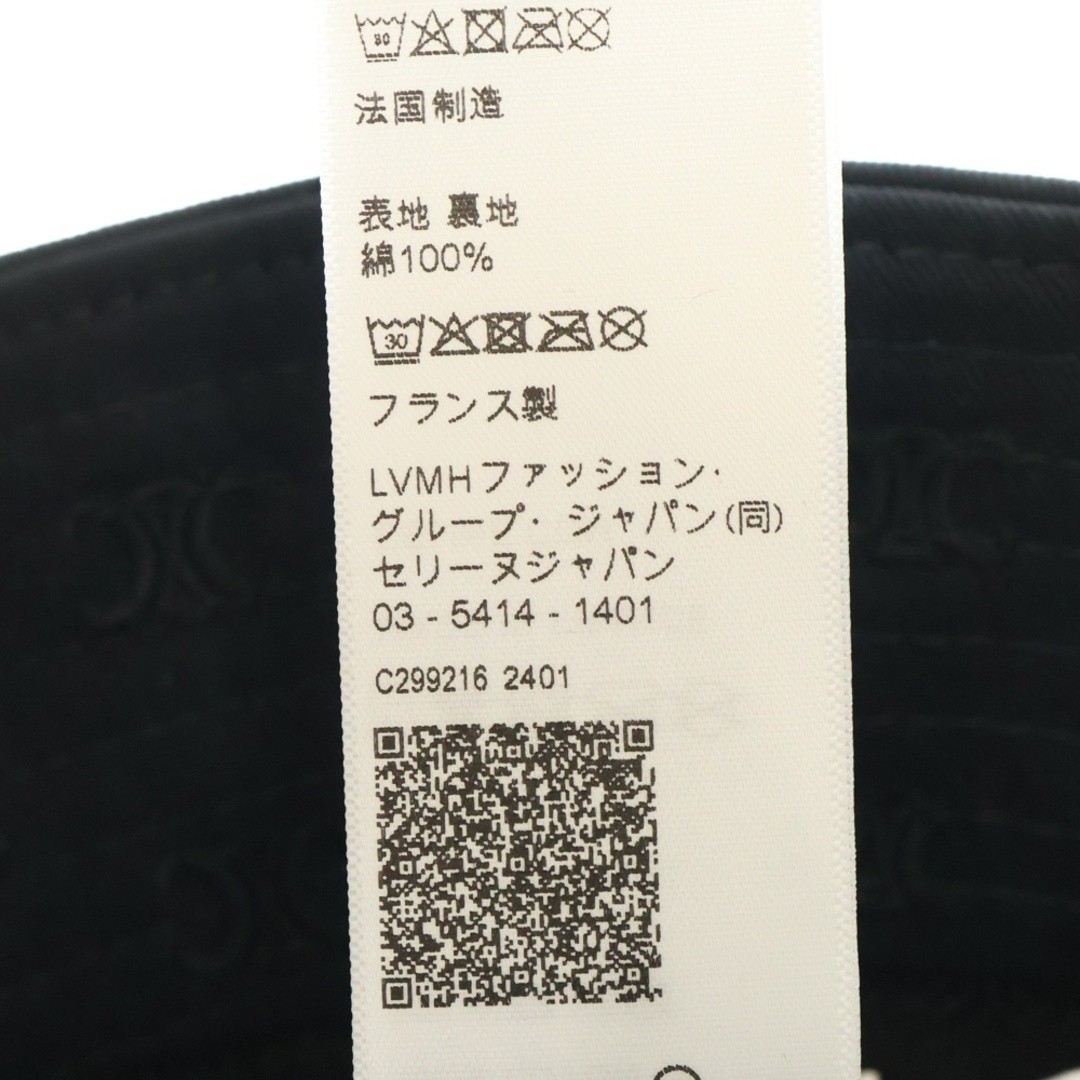 法国制造
表地 裏地
綿100%
30
フランス製
LVMHファッション·
グループ· ジャパン(同)
セリーヌジャパン
03 - 5414 - 1401
C299216 2401